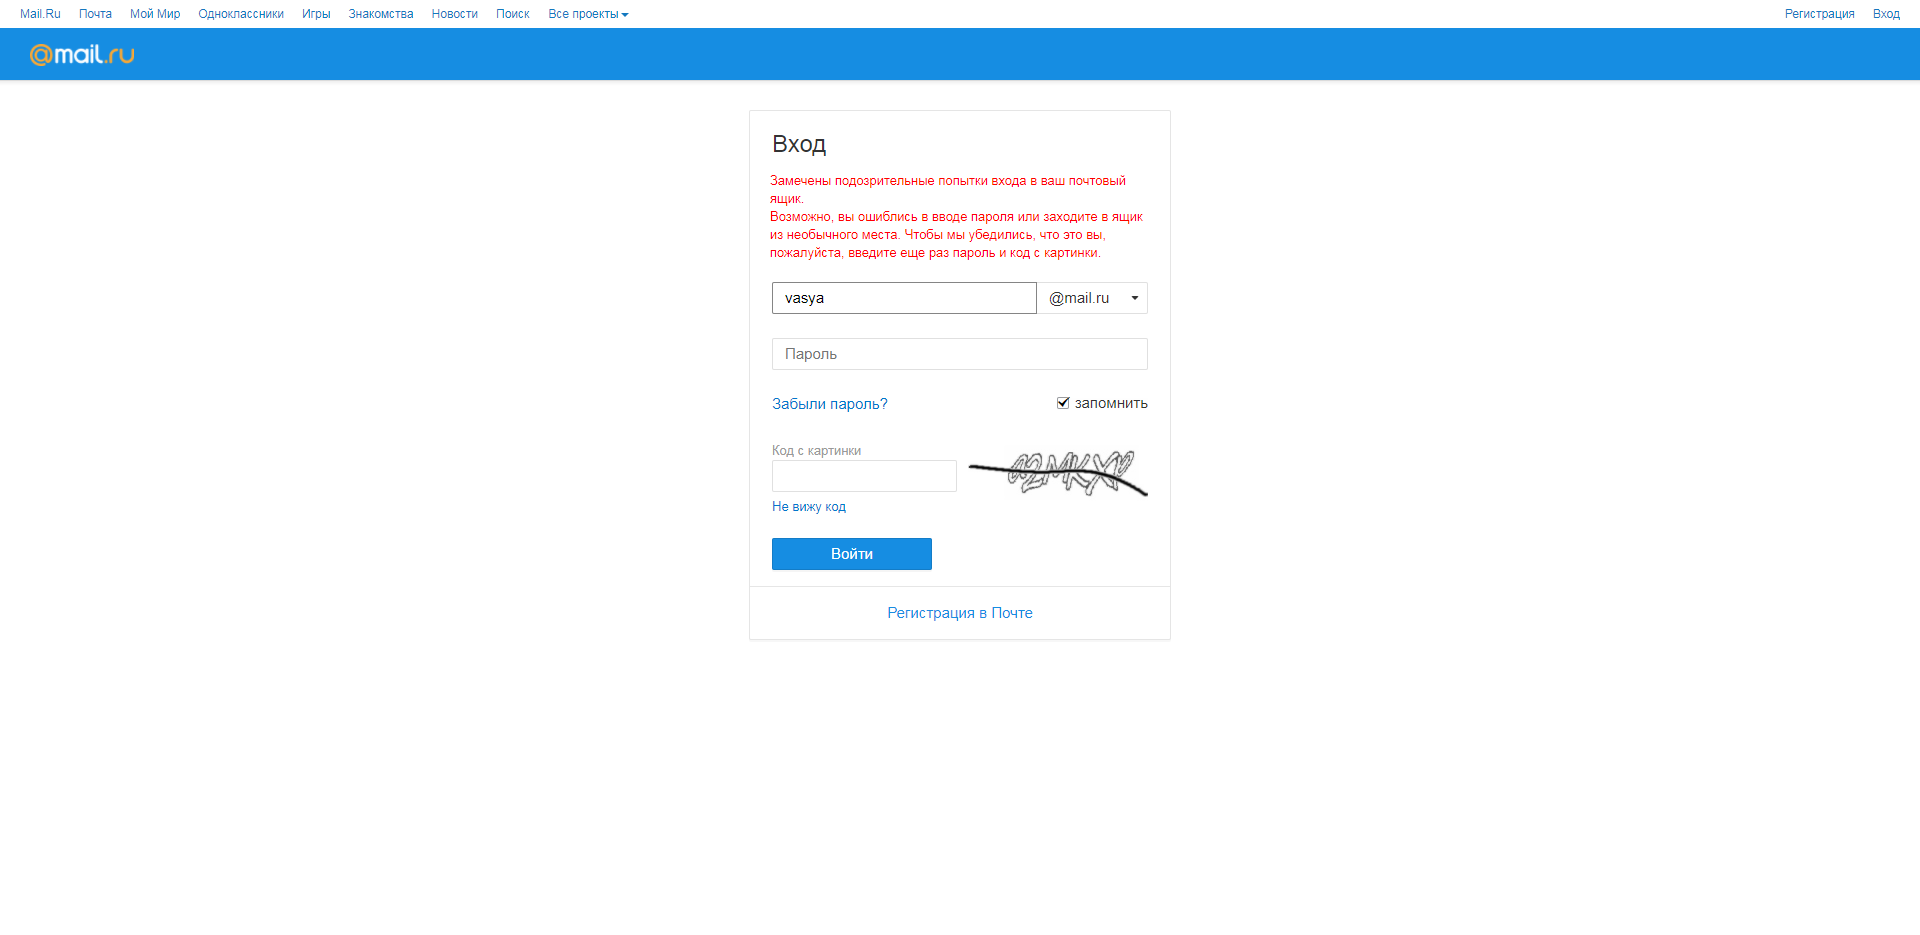 Mail.Ru Почта Мой Мир Одноклассники Игры Знакомства Новости Поиск Все проекты Регистрация Вход
@mail.ru
Вход
Замечены подозрительные попытки входа в ваш почтовый
ящик.
Возможно, вы ошиблись в вводе пароля или заходите в ящик
из необычного места. Чтобы мы убедились, что это вы,
пожалуйста, введите еще раз пароль и код с картинки.
vasya @mail.ru
Пароль
Забыли пароль? запомнить
Код с картинки
Не вижу код
Войти
Регистрация в Почте